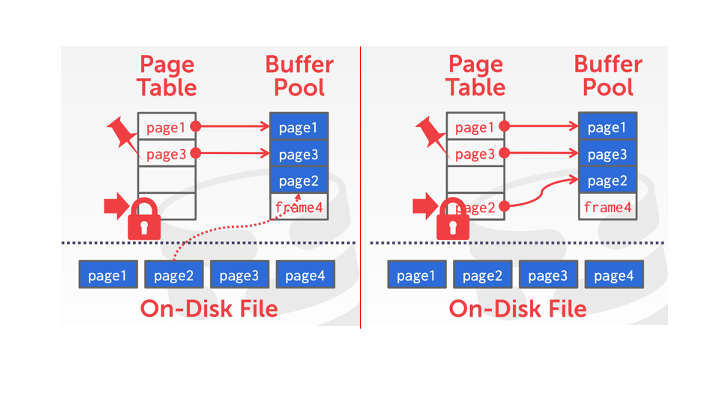 Page
Table
Buffer
Pool
page1
page3
page1
page3
page2
frame4
page1
page2
page3
page4
On-Disk File
Page
Table
Buffer
Pool
page1
page3
page2
page1
page3
page2
frame4
page1
page2
page3
page4
On-Disk File